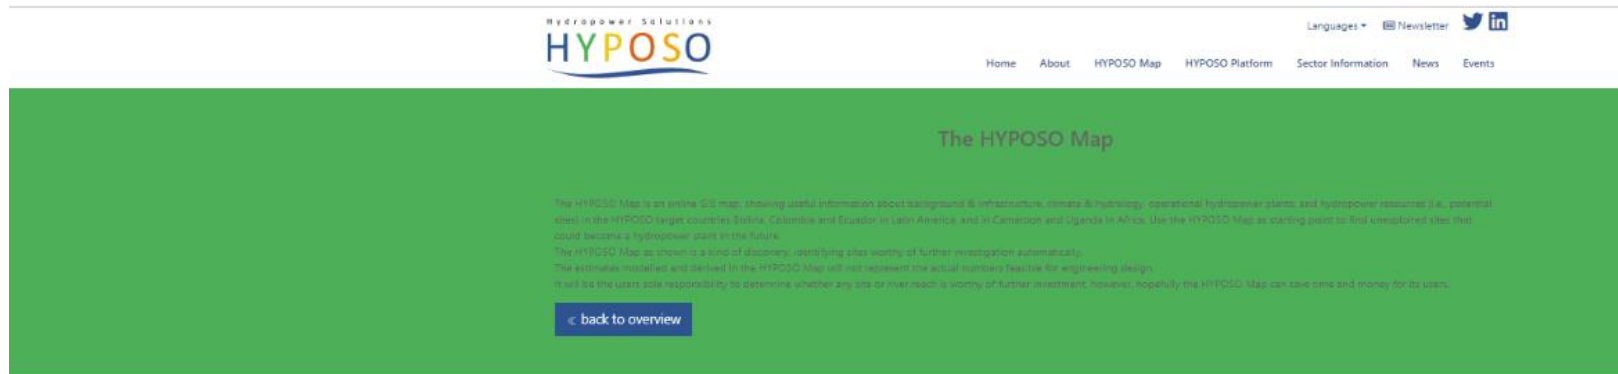 Hydropower Solutions
HYPOSO
Languages
Newsletter
Home About HYPOSO Map HYPOSO Platform Sector Information News Events
The HYPOSO Map
The HYPOSO Map is an online GIS map, showing useful information about background & infrastructure, climate & hydrology, operational hydropower plants, and hydropower resources (i.e., potential
sites) in the HYPOSO target countries Bolivia, Colombia and Ecuador in Latin America, and in Cameroon and Uganda in Africa. Use the HYPOSO Map as starting point to find unexplored sites that
could become a hydropower plant in the future.
The HYPOSO Map as shown is a kind of discovery, identifying sites worthy of further investigation automatically.
The estimates modelled and derived in the HYPOSO Map will not represent the actual numbers feasible for engineering design.
It will be the users sole responsibility to determine whether any site or river reach is worthy of further investment, however, hopefully the HYPOSO Map can save time and money for its users.
« back to overview